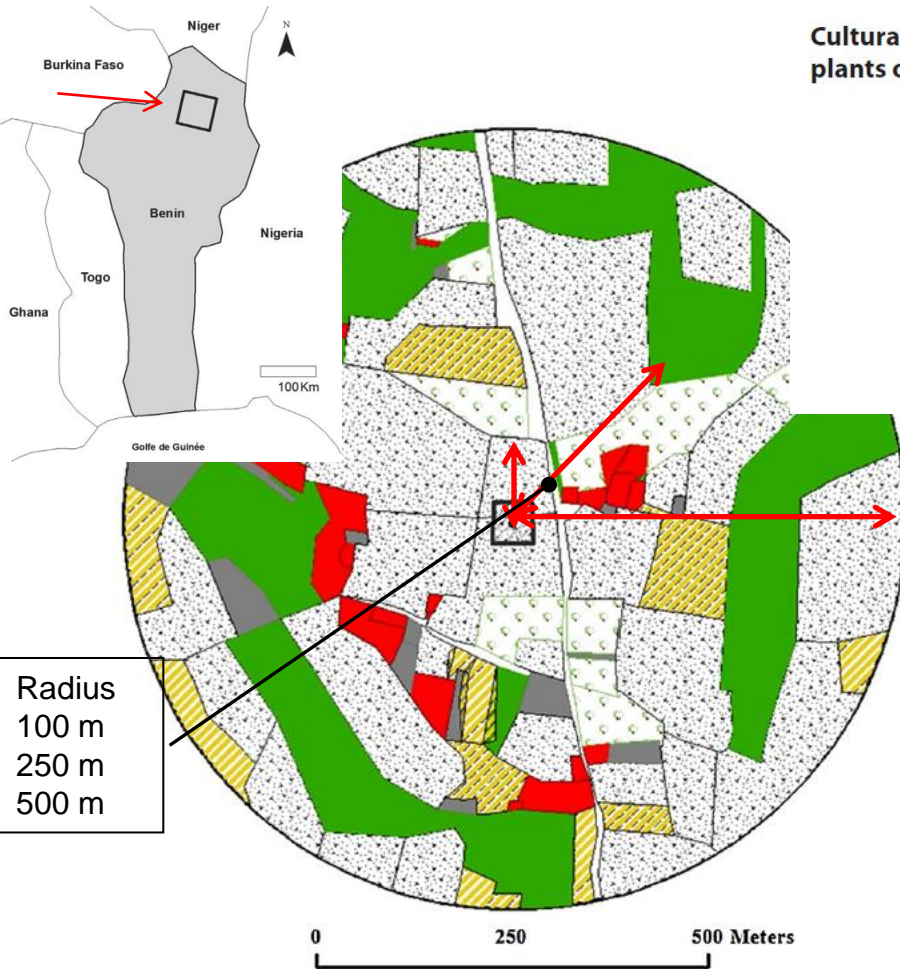 Niger
N
Burkina Faso
Benin
Nigeria
Togo
Ghana
100 Km
Golfe de Guinée
plants
Radius
100 m
250 m
500 m
0 250 500 Meters